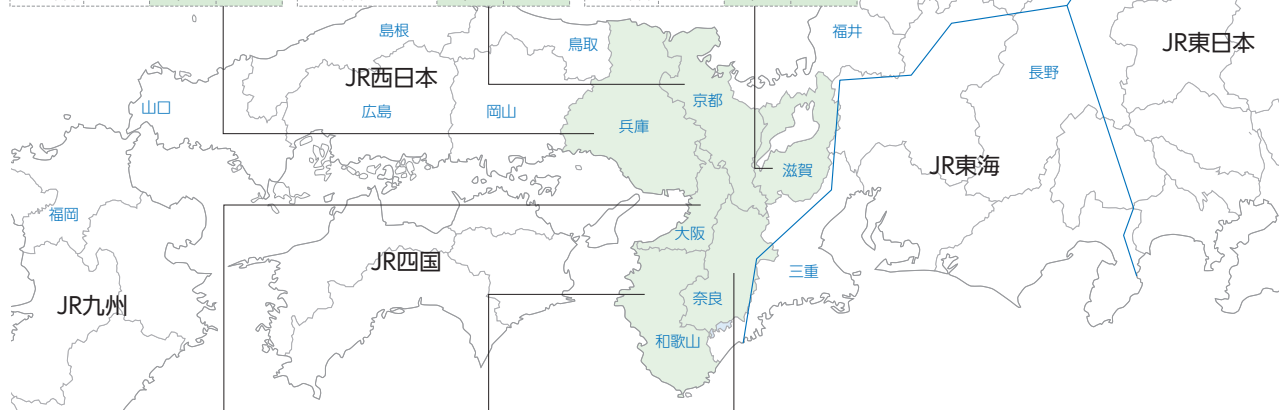 島根
鳥取
福井
JR東日本
JR西日本
長野
山口
広島
岡山
京都
兵庫
JR東海
滋賀
福岡
大阪
JR四国
三重
JR九州
奈良
和歌山